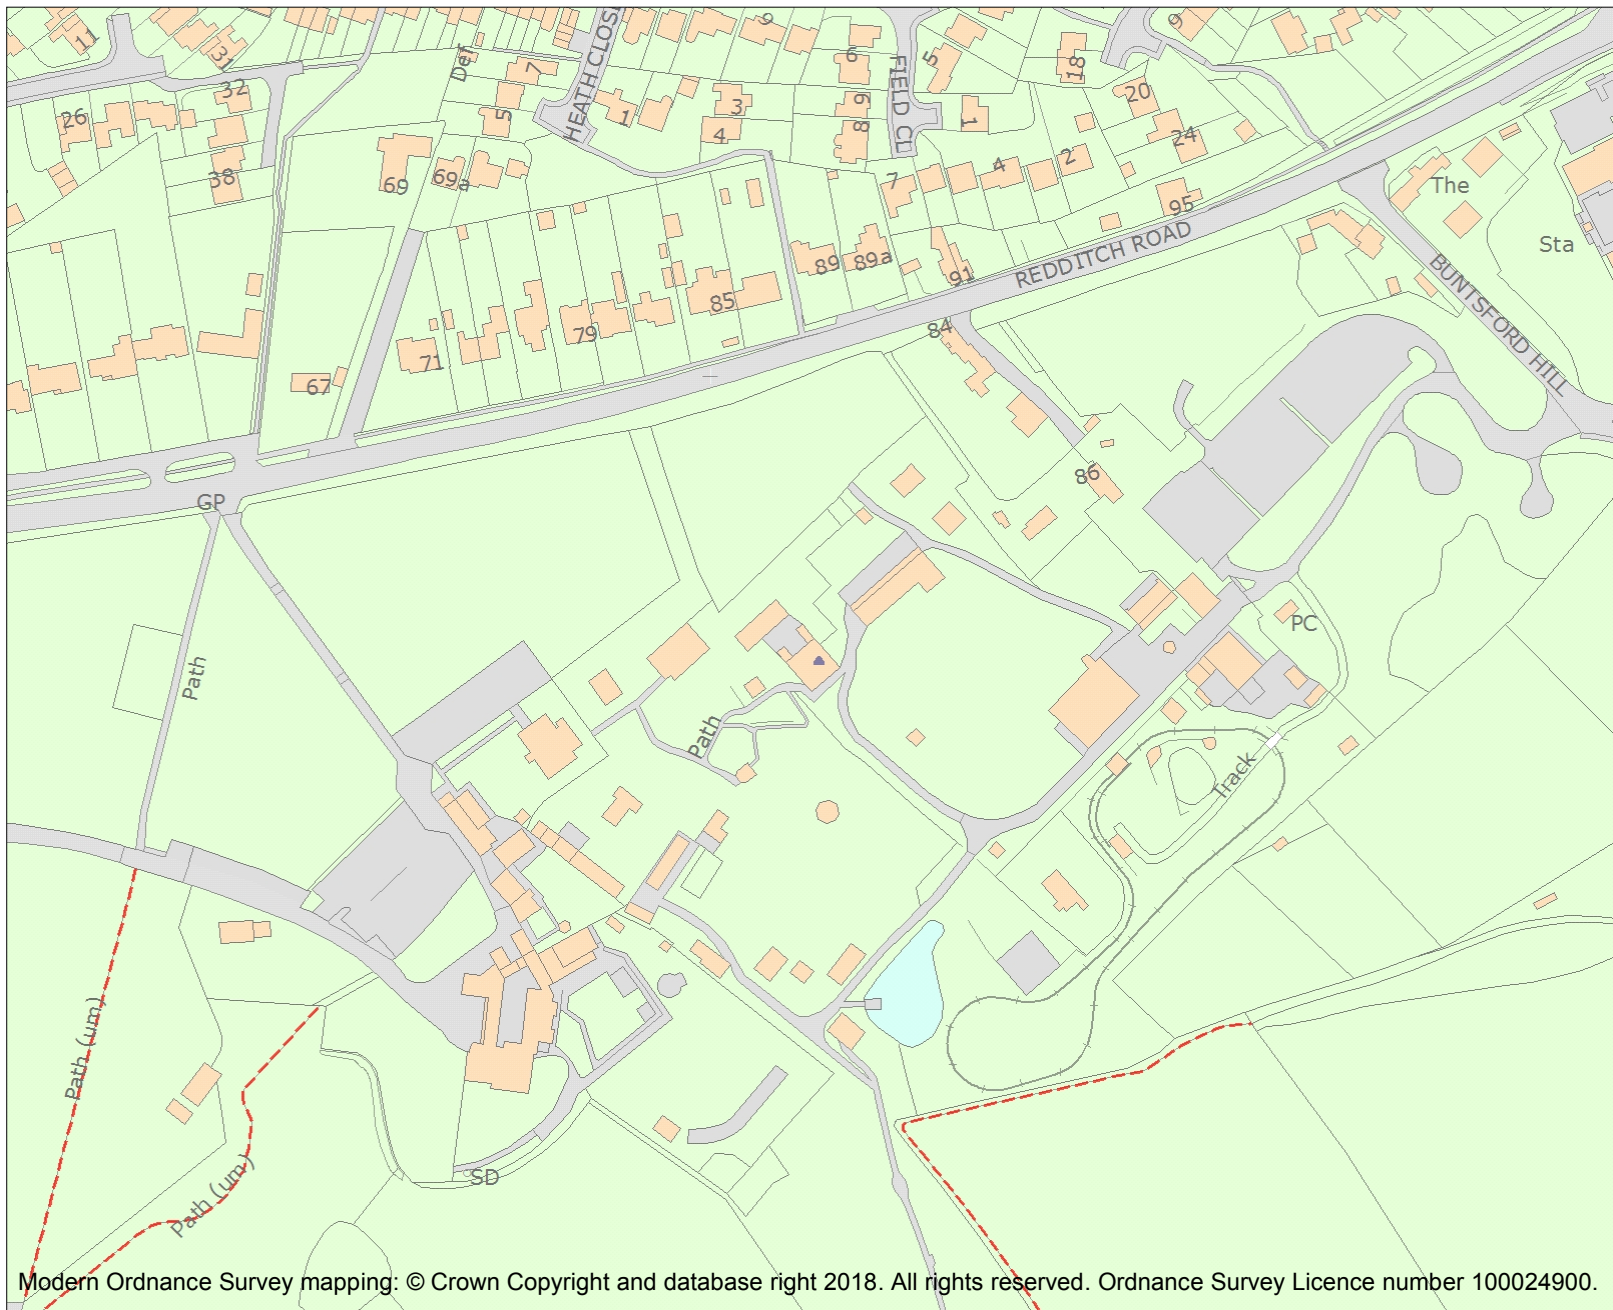 11
31
32
26
38
Def
7
5
HEATH CLOSE
1
9
3
4
6
9
8
FIELD CL
5
1
18
9
20
24
2
4
7
95
69
69a
71
79
85
89
89a
91
67
REDDITCH ROAD
The
Sta
BUNTSFORD HILL
84
86
GP
PC
Path
Path
Track
Path (um)
Path (um)
SD
Modern Ordnance Survey mapping: © Crown Copyright and database right 2018. All rights reserved. Ordnance Survey Licence number 100024900.